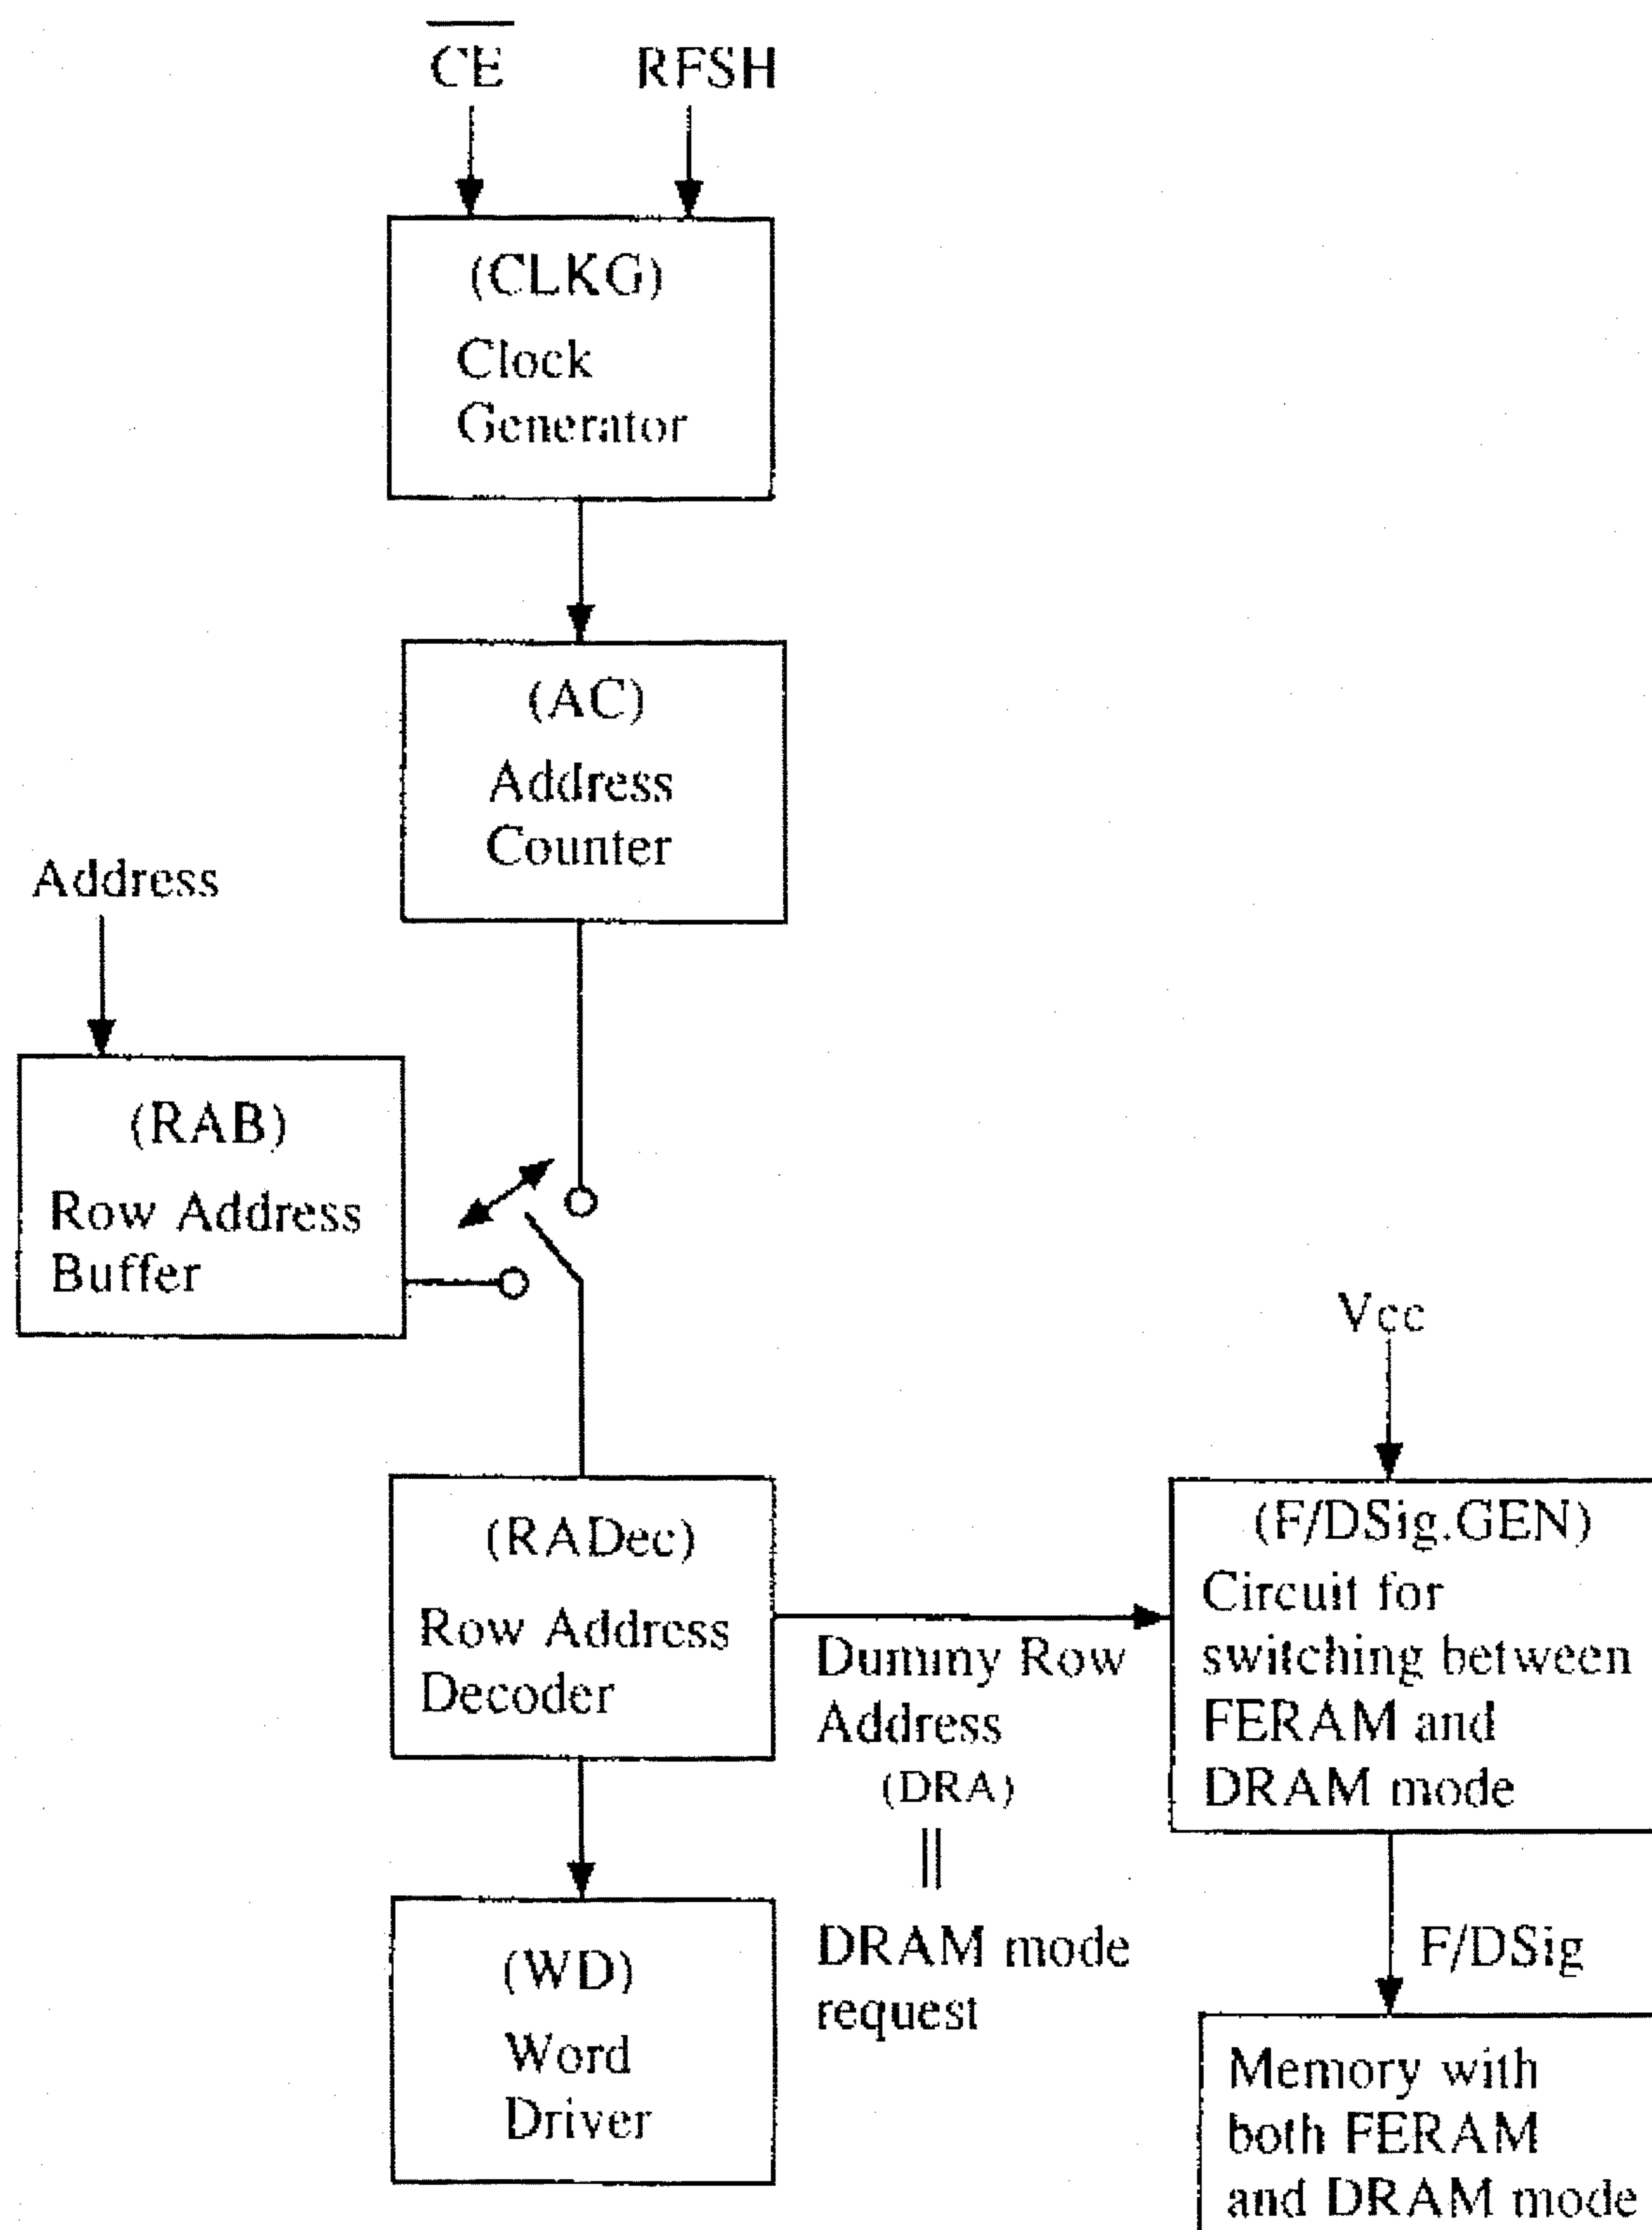 CE RFSH
(CLKG)
Clock
Generator
(AC)
Address
Counter
Address
(RAB)
Row Address
Buffer
Vcc
(RADec)
Row Address
Decoder
Dummy Row
Address
(DRA)
||
DRAM mode
request
(F/DSig.GEN)
Circuit for
switching between
FERAM and
DRAM mode
F/DSig
(WD)
Word
Driver
Memory with
both FERAM
and DRAM mode